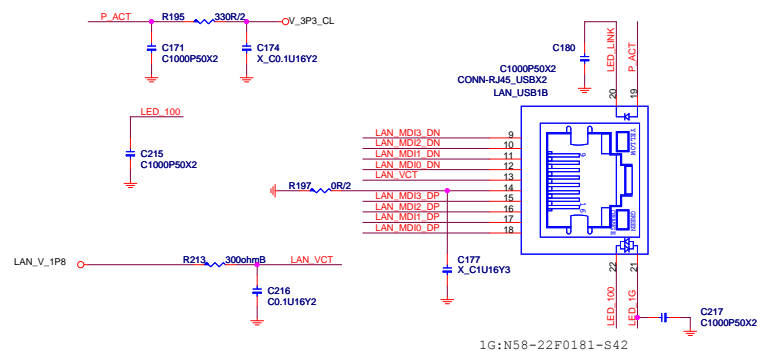 P_ACT
R195
330R/2
V_3P3_CL
C171
C1000P50X2
C174
X_C0.1U16Y2
C180
C1000P50X2
CONN-RJ45_USBX2
LAN_USB1B
LED_LINK
P_ACT
20
19
LED_100
C215
C1000P50X2
LAN_MDI3_DN
9
LAN_MDI2_DN
10
LAN_MDI1_DN
11
LAN_MDI0_DN
12
LAN_VCT
13
R197
0R/2
14
LAN_MDI3_DP
15
LAN_MDI2_DP
16
LAN_MDI1_DP
17
LAN_MDI0_DP
18
YELLOW
GREEN
ORANGE
LAN_V_1P8
R213
300ohmB
LAN_VCT
C216
C0.1U16Y2
C177
X_C1U16Y3
22
21
LED_100
LED_1G
C217
C1000P50X2
1G:N58-22F0181-S42